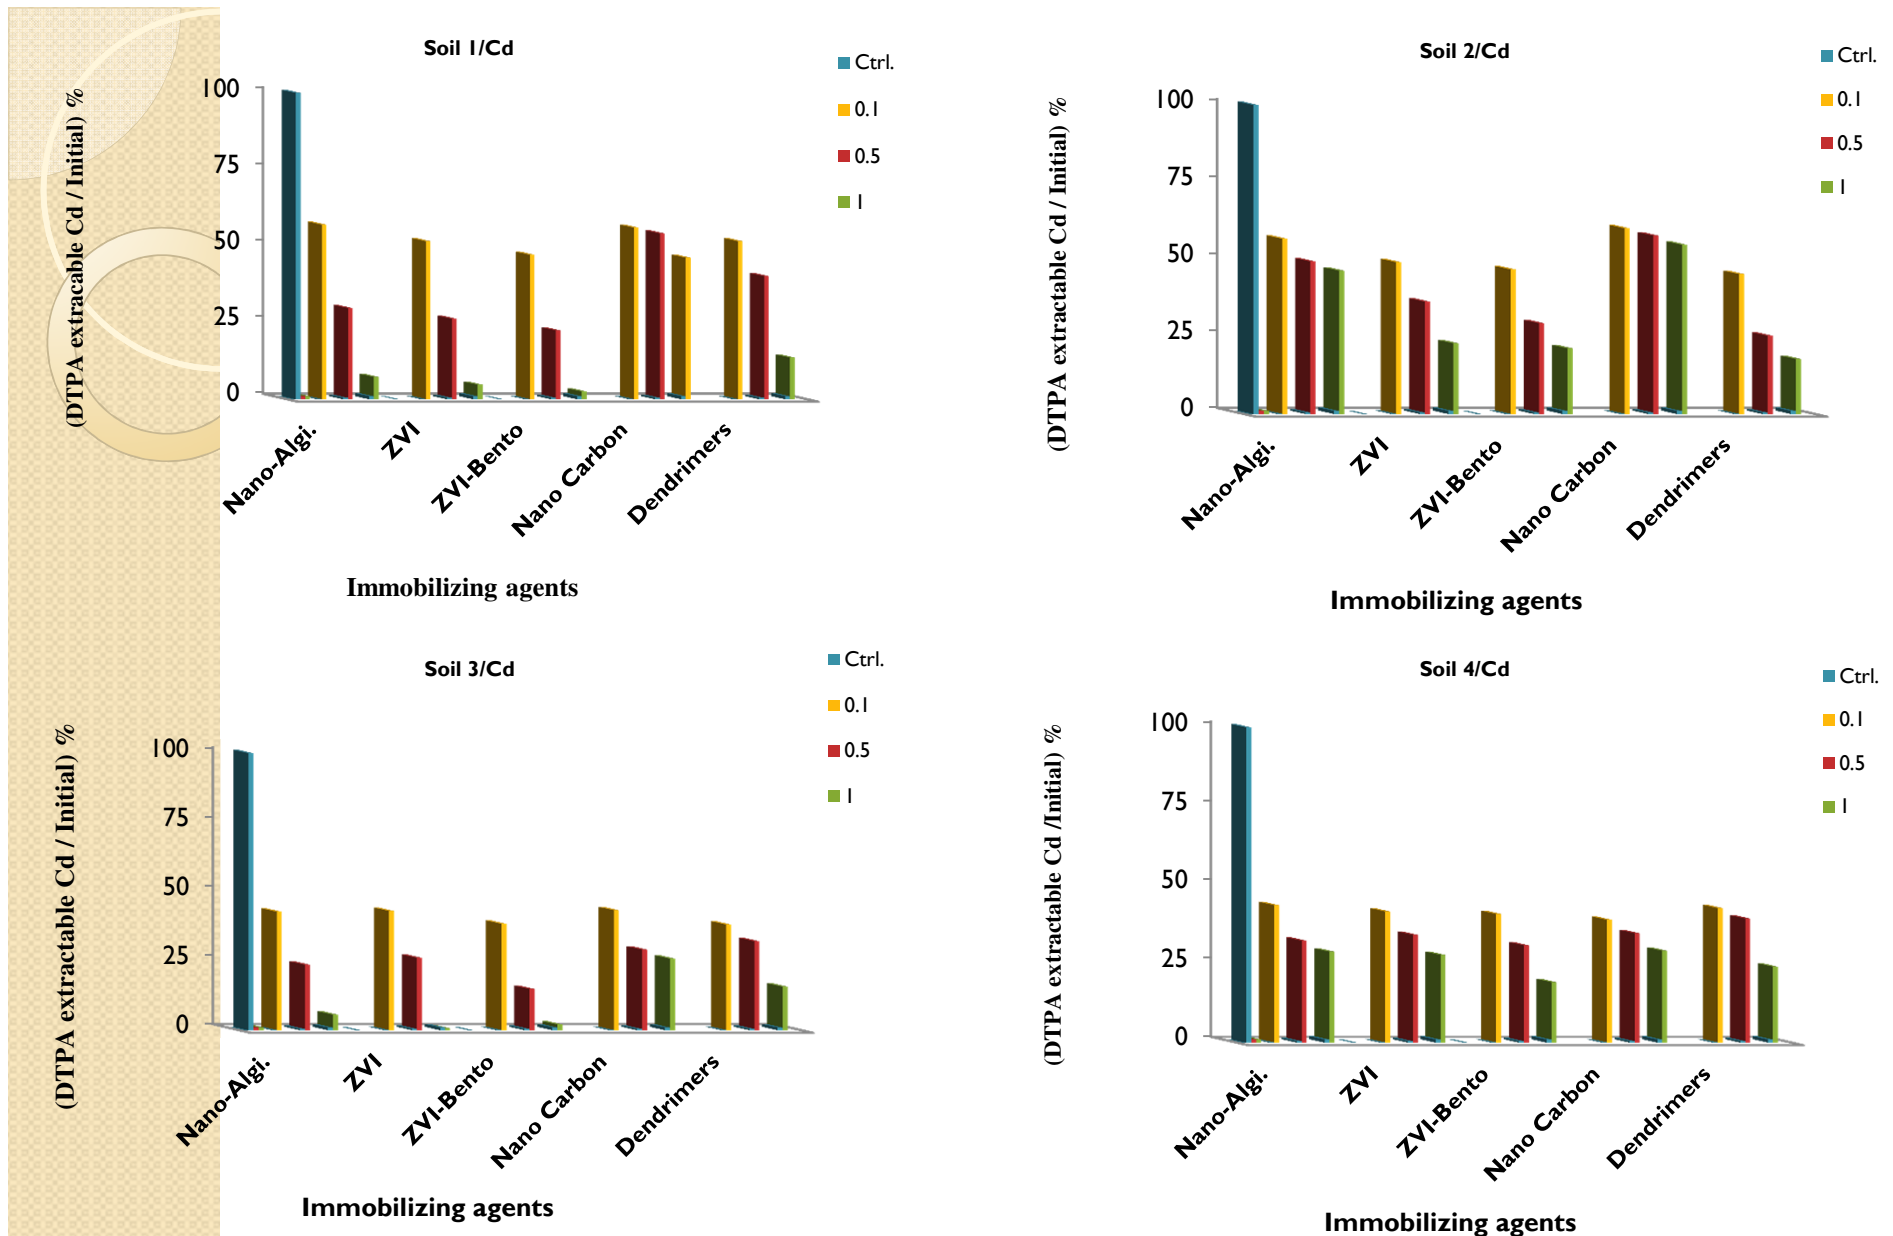 Soil 1/Cd
(DTPA extracable Cd / Initial) %
100
75
50
25
0
Nano-Algi.
ZVI
ZVI-Bento
Nano Carbon
Dendrimers
Immobilizing agents
Ctrl.
0.1
0.5
1
Soil 2/Cd
(DTPA extractable Cd / Initial) %
100
75
50
25
0
Nano-Algi.
ZVI
ZVI-Bento
Nano Carbon
Dendrimers
Immobilizing agents
Ctrl.
0.1
0.5
1
Soil 3/Cd
(DTPA extractable Cd / Initial) %
100
75
50
25
0
Nano-Algi.
ZVI
ZVI-Bento
Nano Carbon
Dendrimers
Immobilizing agents
Ctrl.
0.1
0.5
1
Soil 4/Cd
(DTPA extractable Cd /Initial) %
100
75
50
25
0
Nano-Algi.
ZVI
ZVI-Bento
Nano Carbon
Dendrimers
Immobilizing agents
Ctrl.
0.1
0.5
1